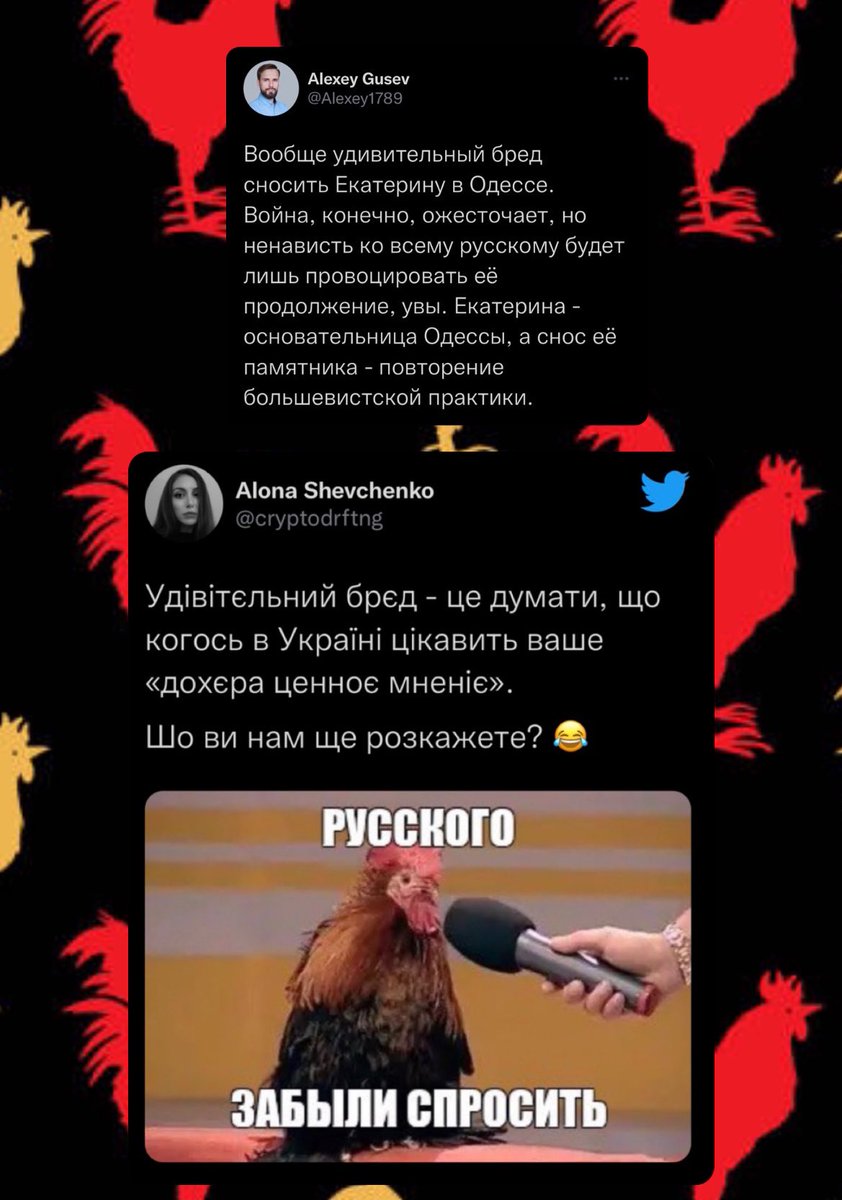 Alexey Gusev
@Alexey1789
Вообще удивительный бред
сносить Екатерину в Одессе.
Война, конечно, ожесточает, но
ненависть ко всему русскому будет
лишь провоцировать её
продолжение, увы. Екатерина -
основательница Одессы, а снос её
памятника - повторение
большевистской практики.
Alona Shevchenko
@cryptodrftng
Удівітєльний брєд - це думати, що
когось в Україні цікавить ваше
«дохєра ценноє мненіє».
Шо ви нам ще розкажете? 😂
РУССКОГО
ЗАБЫЛИ СПРОСИТЬ